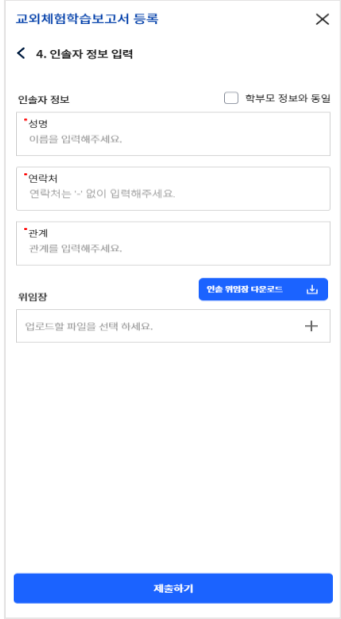 교외체험학습보고서 등록
4. 인솔자 정보 입력
인솔자 정보
학부모 정보와 동일
*성명
이름을 입력해주세요.
*연락처
연락처는 '-' 없이 입력해주세요.
*관계
관계를 입력해주세요.
위임장
인솔 위임장 다운로드
업로드할 파일을 선택 하세요.
제출하기